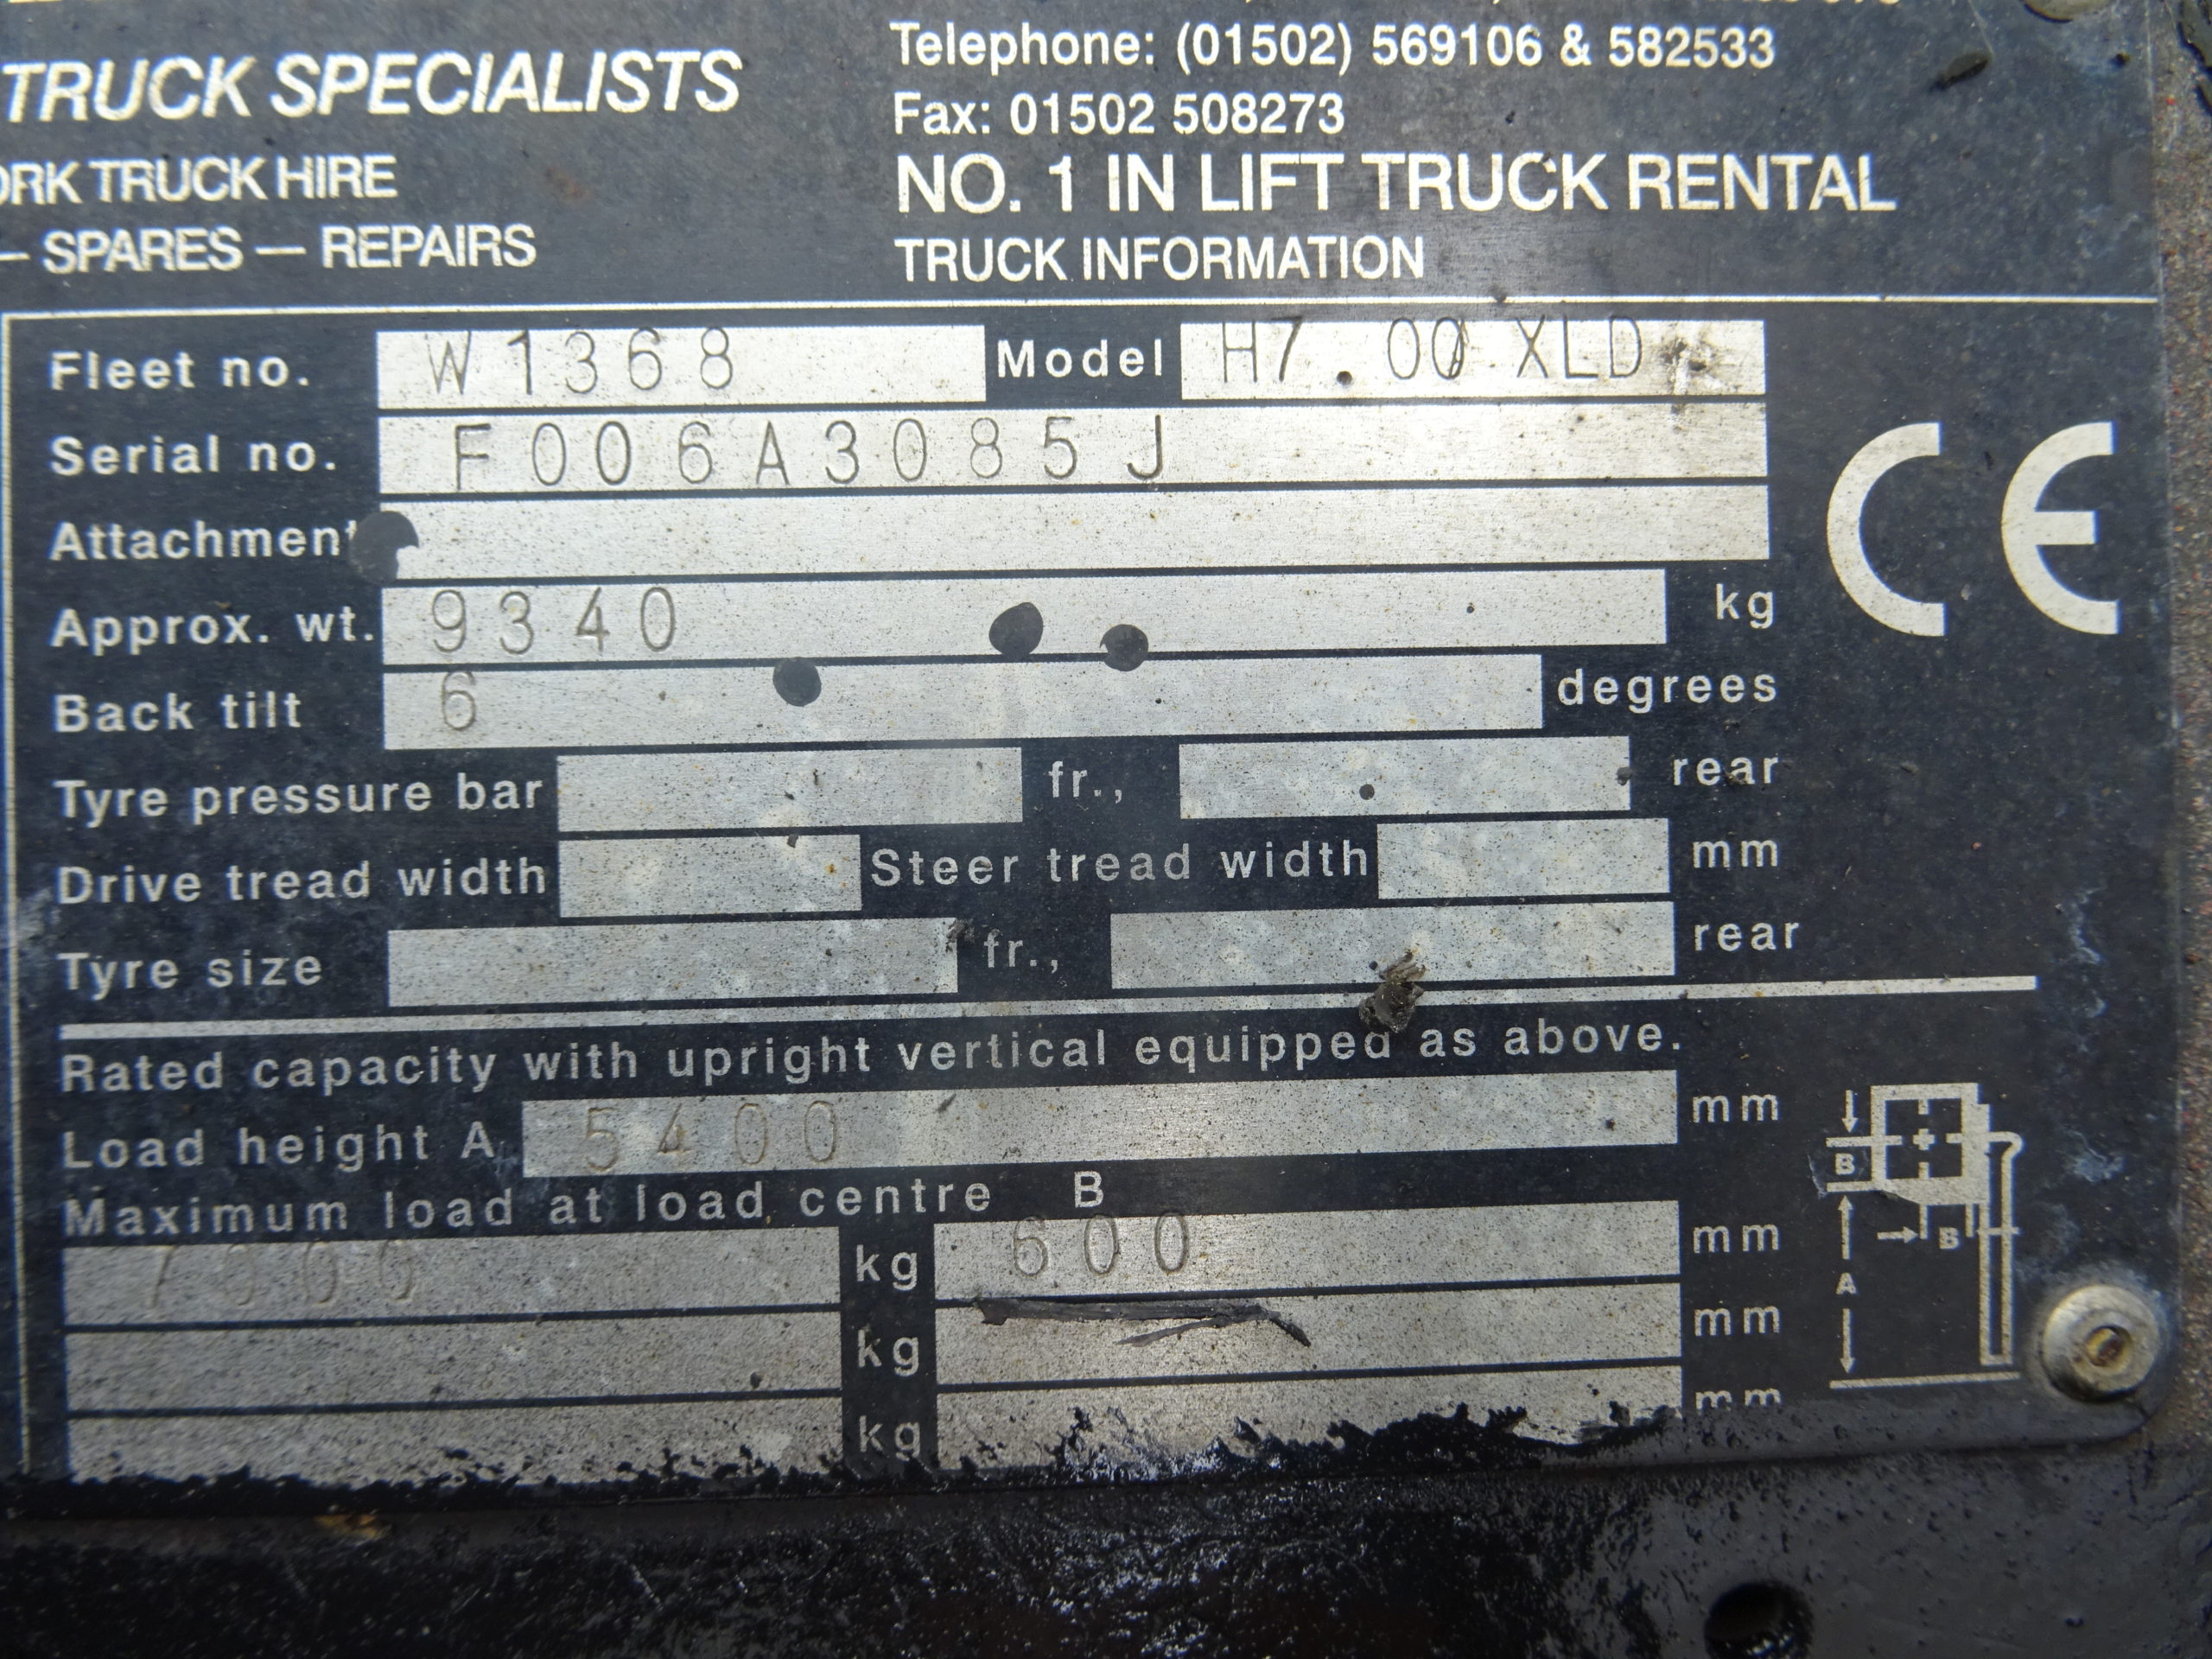 TRUCK SPECIALISTS
TRUCK HIRE
— SPARES — REPAIRS
Telephone: (01502) 569106 & 582533
Fax: 01502 508273
NO. 1 IN LIFT TRUCK RENTAL
TRUCK INFORMATION
Fleet no. W1368 Model H7.00 XLD
Serial no. F006A3085J
CE
Attachment
Approx. wt. 9340 kg
Back tilt 6 degrees
Tyre pressure bar fr., rear
Drive tread width Steer tread width mm
Tyre size fr., rear
Rated capacity with upright vertical equipped as above.
Load height A 5400 mm
Maximum load at load centre B
7000 kg 600 mm
kg mm
kg mm
B
B
A